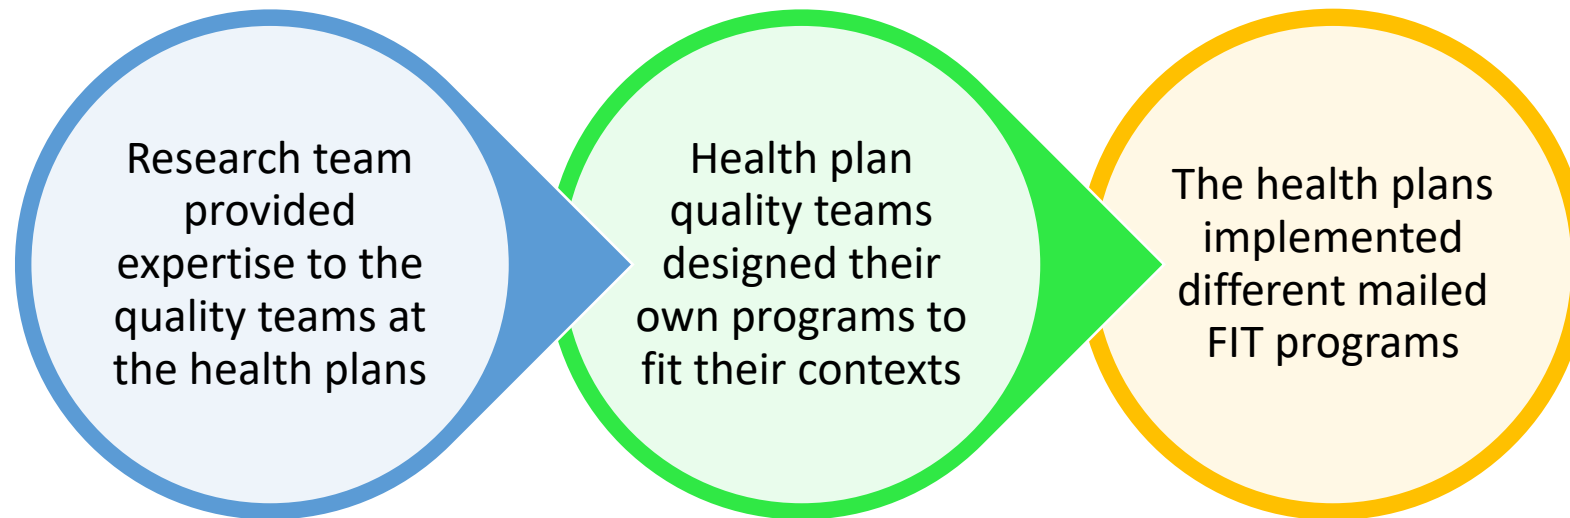 Research team
provided
expertise to the
quality teams at
the health plans
Health plan
quality teams
designed their
own programs to
fit their contexts
The health plans
implemented
different mailed
FIT programs